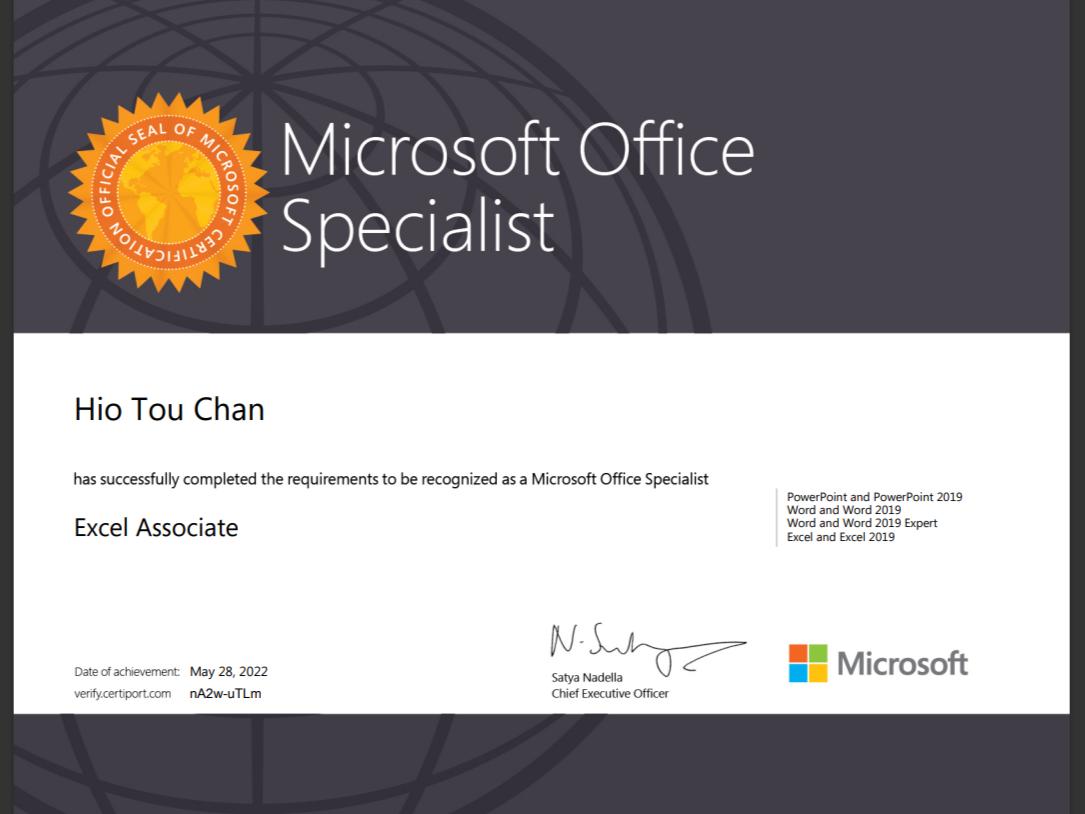 OFFICIAL SEAL OF MICROSOFT CERTIFICATION
Microsoft Office
Specialist
Hio Tou Chan
has successfully completed the requirements to be recognized as a Microsoft Office Specialist
Excel Associate
PowerPoint and PowerPoint 2019
Word and Word 2019
Word and Word 2019 Expert
Excel and Excel 2019
Date of achievement: May 28, 2022
verify.certiport.com nA2w-uTLm
N. Satya
Satya Nadella
Chief Executive Officer
Microsoft